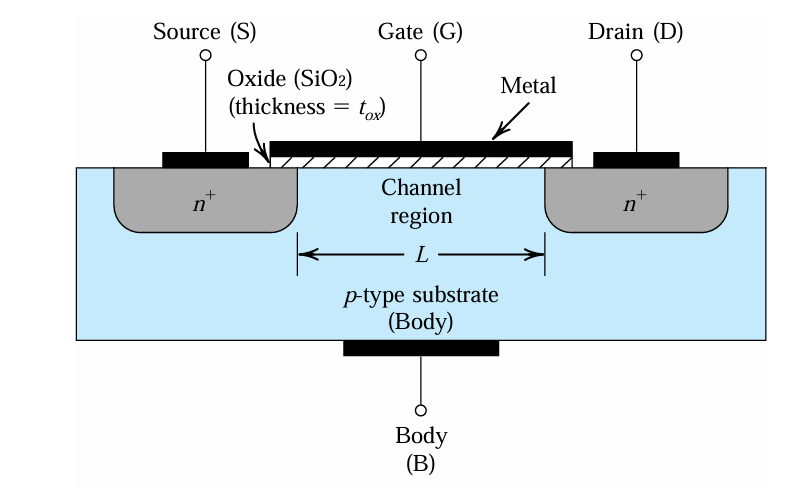 Source (S)
Gate (G)
Drain (D)
Oxide (SiO₂)
(thickness = tₒₓ)
Metal
n⁺
Channel
region
n⁺
L
p-type substrate
(Body)
Body
(B)